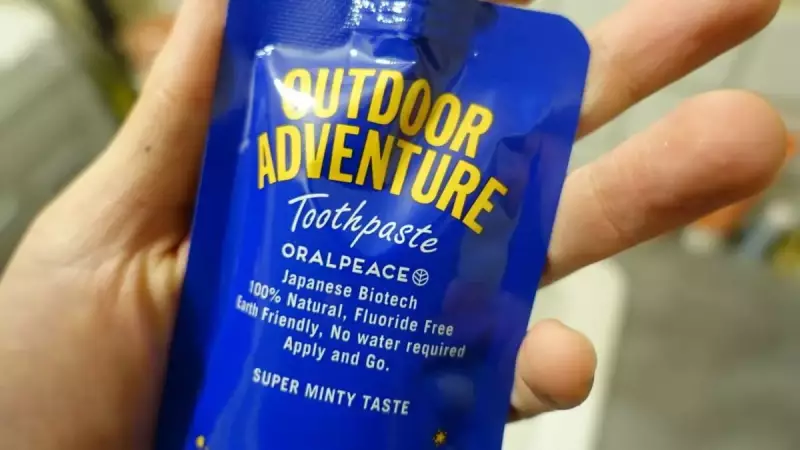 OUTDOOR
ADVENTURE
Toothpaste
ORALPEACE
Japanese Biotech
100% Natural, Fluoride Free
Earth Friendly, No water required
Apply and Go.
SUPER MINTY TASTE